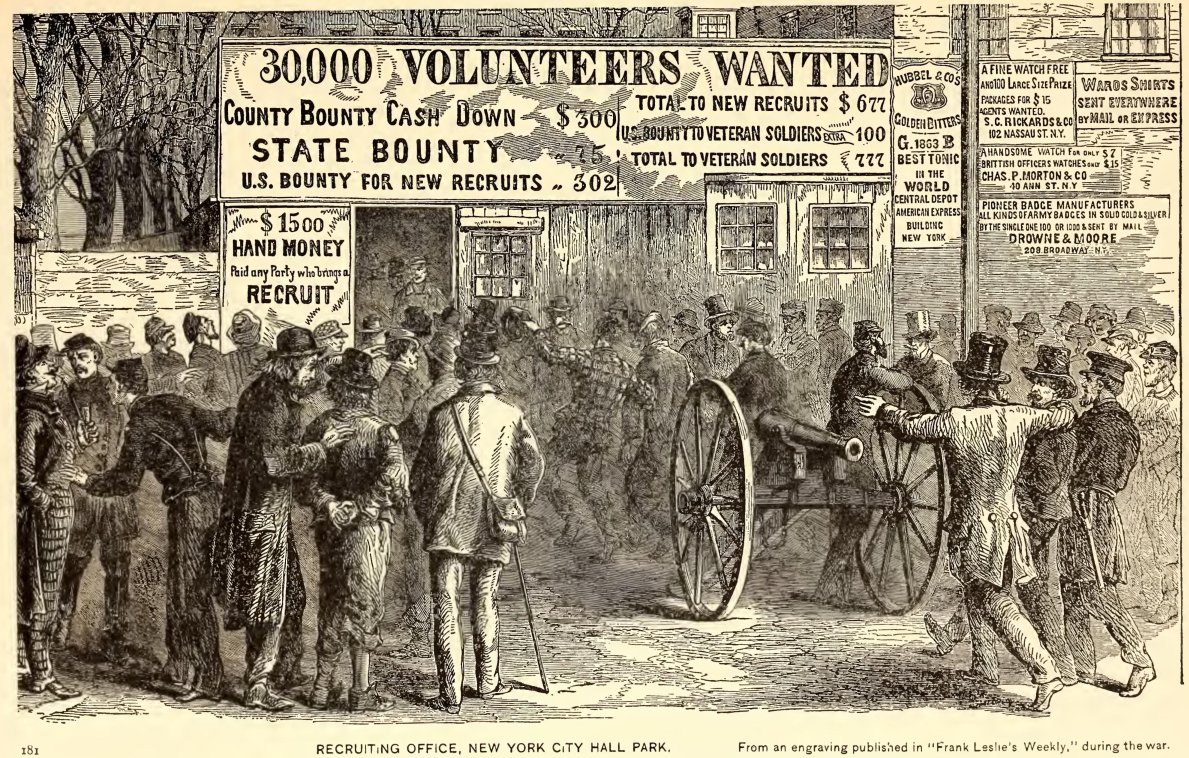 30,000 VOLUNTEERS WANTED
COUNTY BOUNTY CASH DOWN $300
STATE BOUNTY 75
U.S. BOUNTY FOR NEW RECRUITS „ 302
TOTAL TO NEW RECRUITS $677
U.S. BOUNTY TO VETERAN SOLDIERS EXTRA 100
TOTAL TO VETERAN SOLDIERS 777
$1500
HAND MONEY
Paid any Party who brings a
RECRUIT
HUBBEL & CO'S
GOLDEN BITTERS
G. 1863 B
BEST TONIC
IN THE
WORLD
CENTRAL DEPOT
AMERICAN EXPRESS
BUILDING
NEW YORK
A FINE WATCH FREE
AND 100 LARGE SIZE PRIZE
PACKAGES FOR $15
AGENTS WANTED.
S. C. RICKARDS & CO
102 NASSAU ST. N.Y.
WARDS SHIRTS
SENT EVERYWHERE
BY MAIL OR EXPRESS
A HANDSOME WATCH FOR ONLY $7
BRITISH OFFICERS WATCHES ONLY $15
CHAS. P. MORTON & CO
40 ANN ST. N.Y
PIONEER BADGE MANUFACTURERS
ALL KINDS OF ARMY BADGES IN SOLID GOLD & SILVER
BY THE SINGLE ONE 100 OR 1000 & SENT BY MAIL
DROWNE & MOORE
208 BROADWAY N.Y.
181
RECRUITING OFFICE, NEW YORK CITY HALL PARK.
From an engraving published in "Frank Leslie's Weekly," during the war.